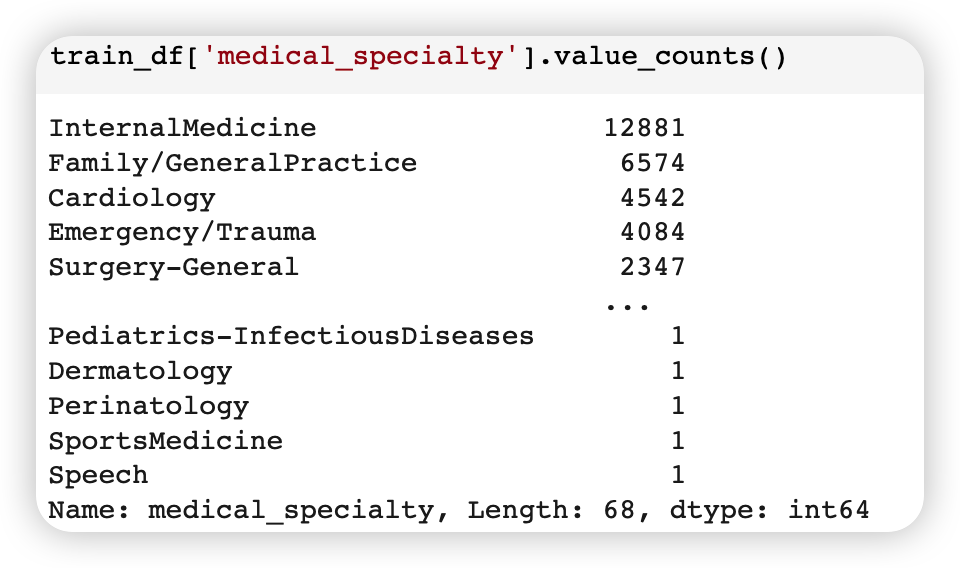 train_df['medical_specialty'].value_counts()
InternalMedicine 12881
Family/GeneralPractice 6574
Cardiology 4542
Emergency/Trauma 4084
Surgery-General 2347
...
Pediatrics-InfectiousDiseases 1
Dermatology 1
Perinatology 1
SportsMedicine 1
Speech 1
Name: medical_specialty, Length: 68, dtype: int64